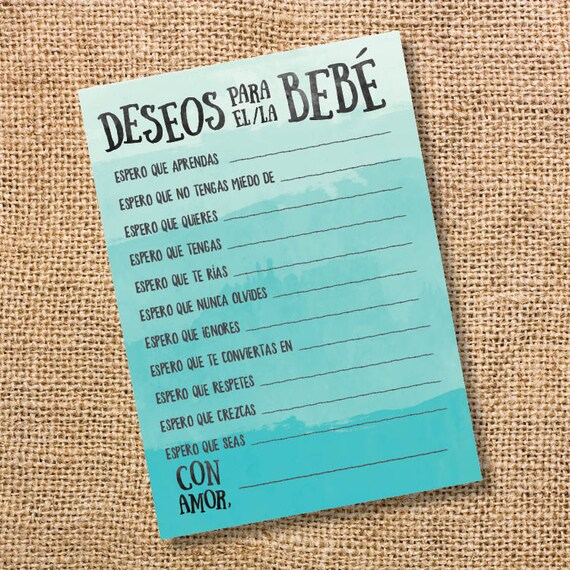 DESEOS PARA EL/LA BEBÉ
ESPERO QUE APRENDAS
ESPERO QUE NO TENGAS MIEDO DE
ESPERO QUE QUIERES
ESPERO QUE TENGAS
ESPERO QUE TE RÍAS
ESPERO QUE NUNCA OLVIDES
ESPERO QUE IGNORES
ESPERO QUE TE CONVIERTAS EN
ESPERO QUE RESPETES
ESPERO QUE CREZCAS
ESPERO QUE SEAS
CON
AMOR,